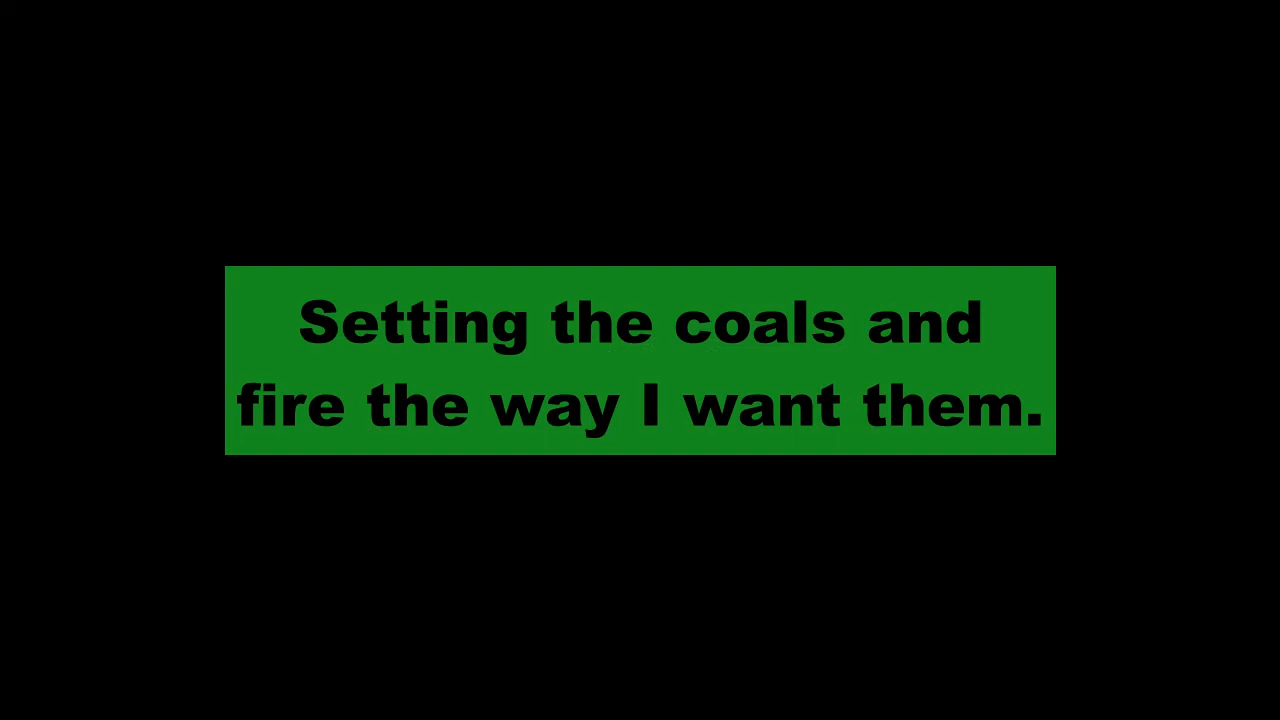 Setting the coals and
fire the way I want them.